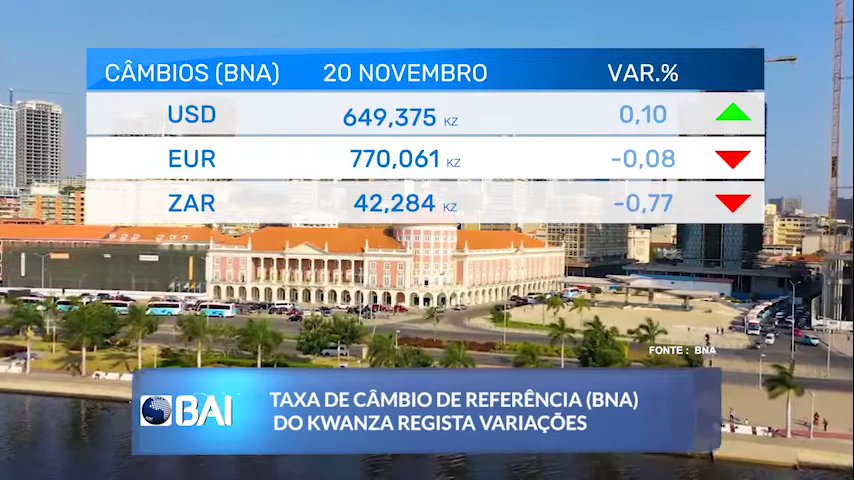 CÂMBIOS (BNA) 20 NOVEMBRO VAR.%
USD 649,375 KZ 0,10
EUR 770,061 KZ -0,08
ZAR 42,284 KZ -0,77
FONTE : BNA
BAI
TAXA DE CÂMBIO DE REFERÊNCIA (BNA)
DO KWANZA REGISTA VARIAÇÕES